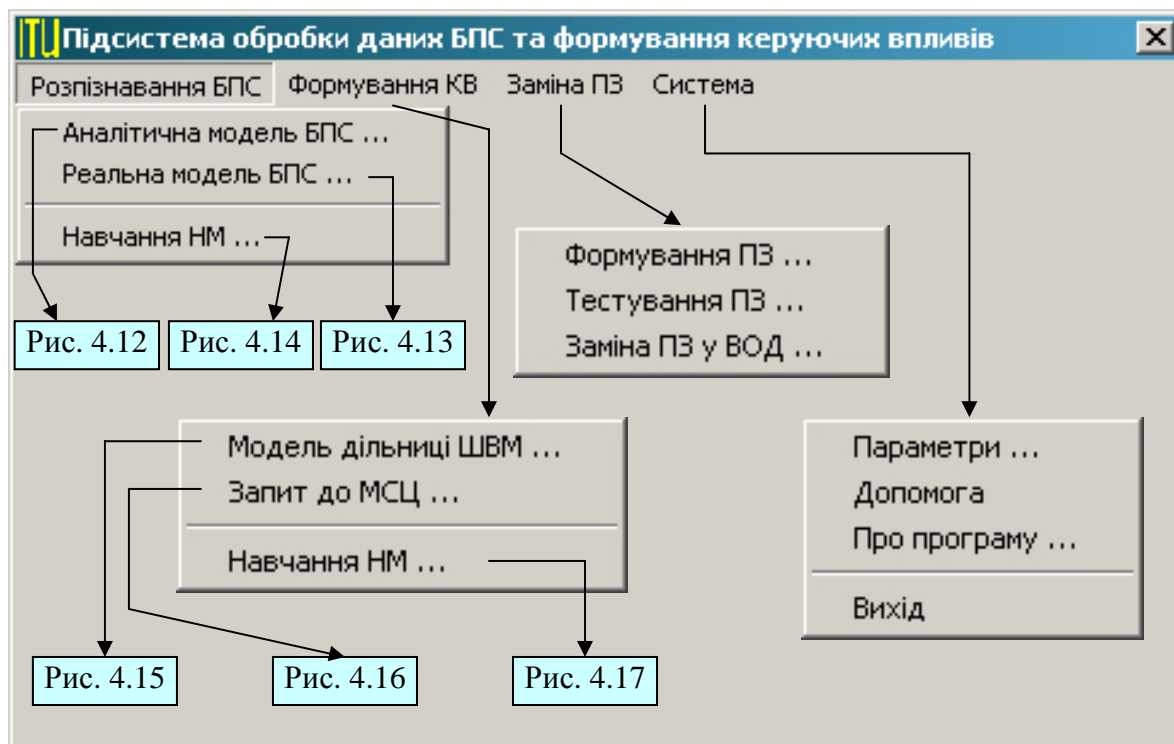 ITU Підсистема обробки даних БПС та формування керуючих впливів
Розпізнавання БПС Формування КВ Заміна ПЗ Система
Аналітична модель БПС ...
Реальна модель БПС ...
Навчання НМ ...
Рис. 4.12 Рис. 4.14 Рис. 4.13
Формування ПЗ ...
Тестування ПЗ ...
Заміна ПЗ у ВОД ...
Модель дільниці ШВМ ...
Запит до МСЦ ...
Навчання НМ ...
Параметри ...
Допомога
Про програму ...
Вихід
Рис. 4.15 Рис. 4.16 Рис. 4.17